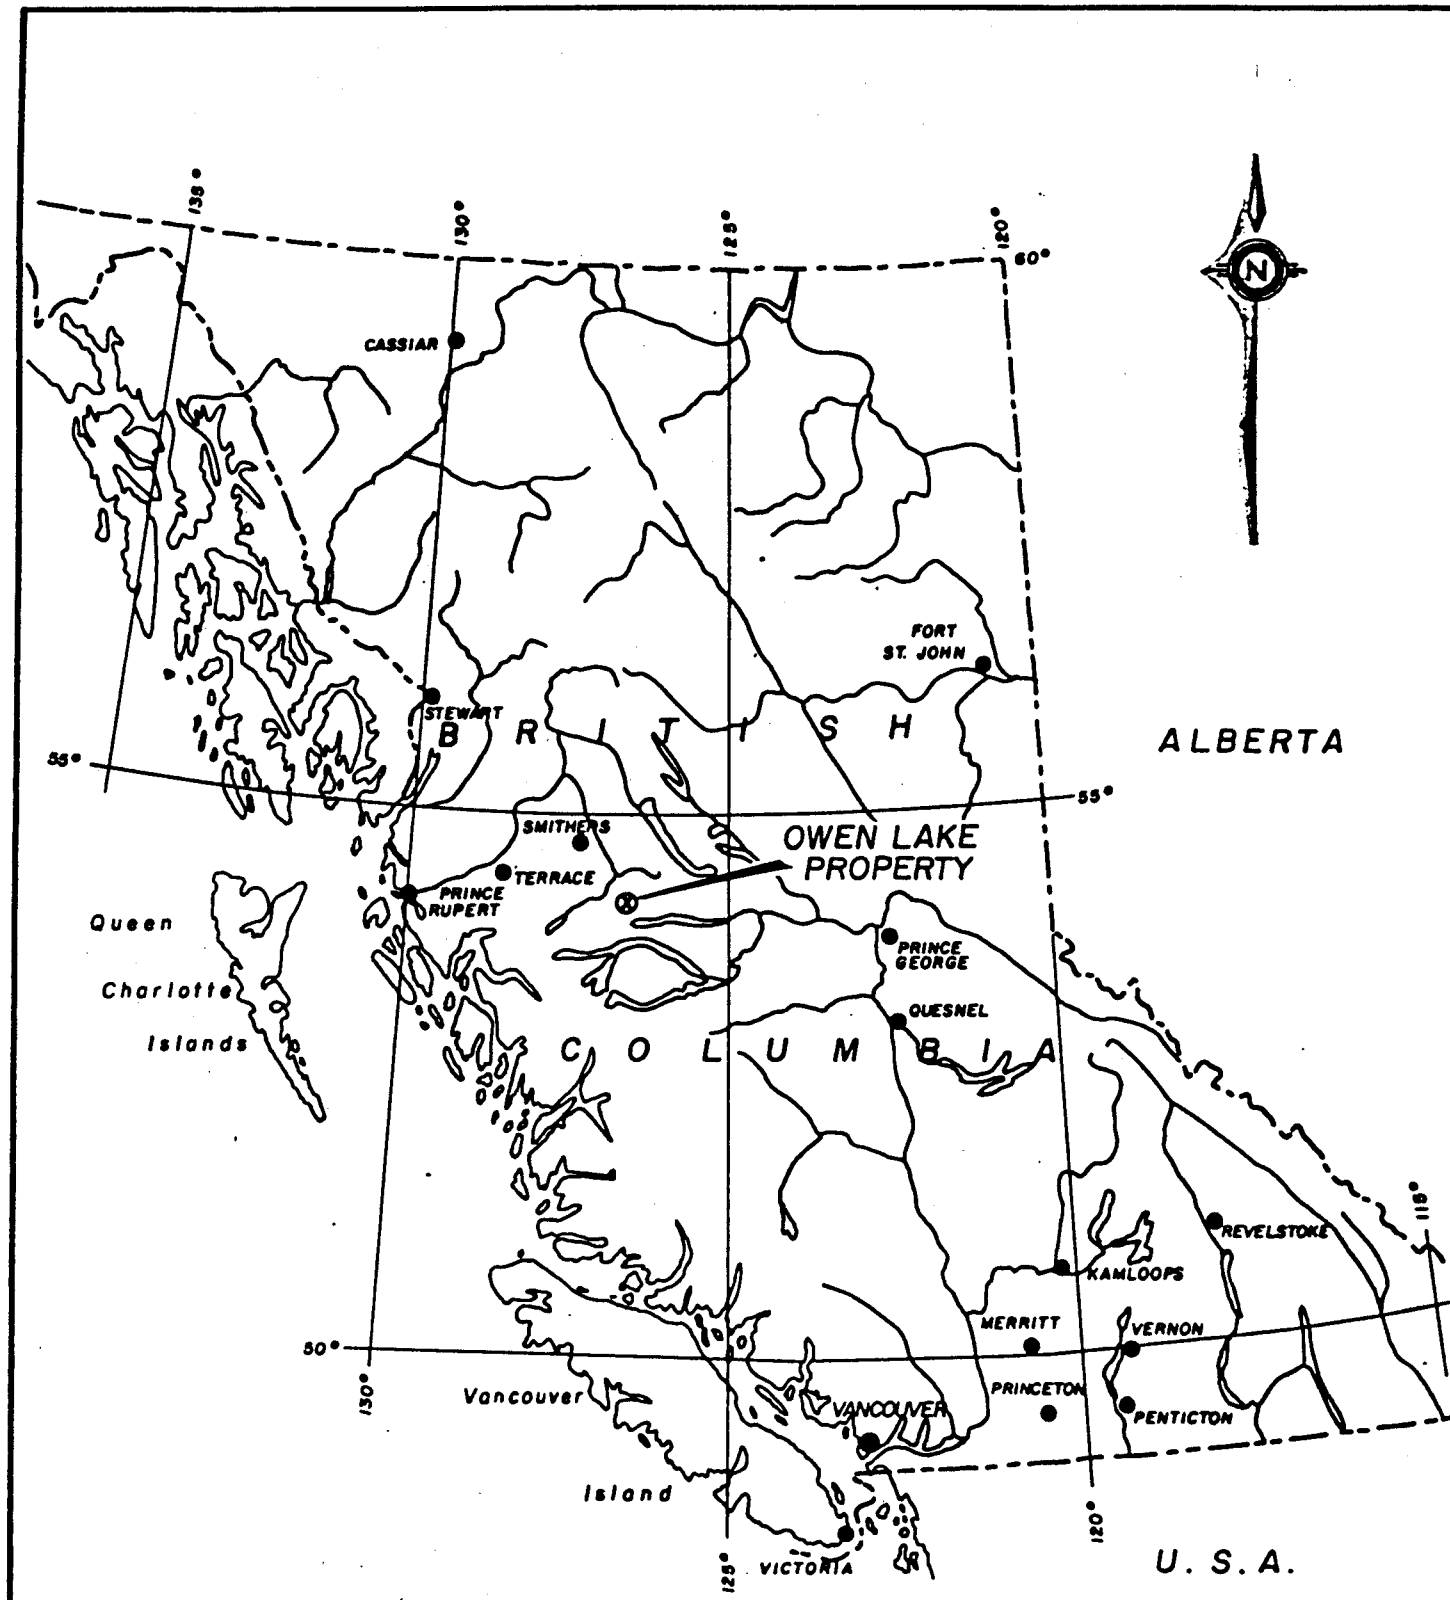 135°
130°
125°
120°
60°
N
CASSIAR
FORT
ST. JOHN
STEWART
BRITISH
ALBERTA
55°
55°
SMITHERS
OWEN LAKE
PROPERTY
TERRACE
PRINCE
RUPERT
Queen
Charlotte
Islands
PRINCE
GEORGE
QUESNEL
COLUMBIA
115°
REVELSTOKE
KAMLOOPS
MERRITT
VERNON
50°
130°
Vancouver
Island
PRINCETON
VANCOUVER
PENTICTON
120°
125°
VICTORIA
U.S.A.